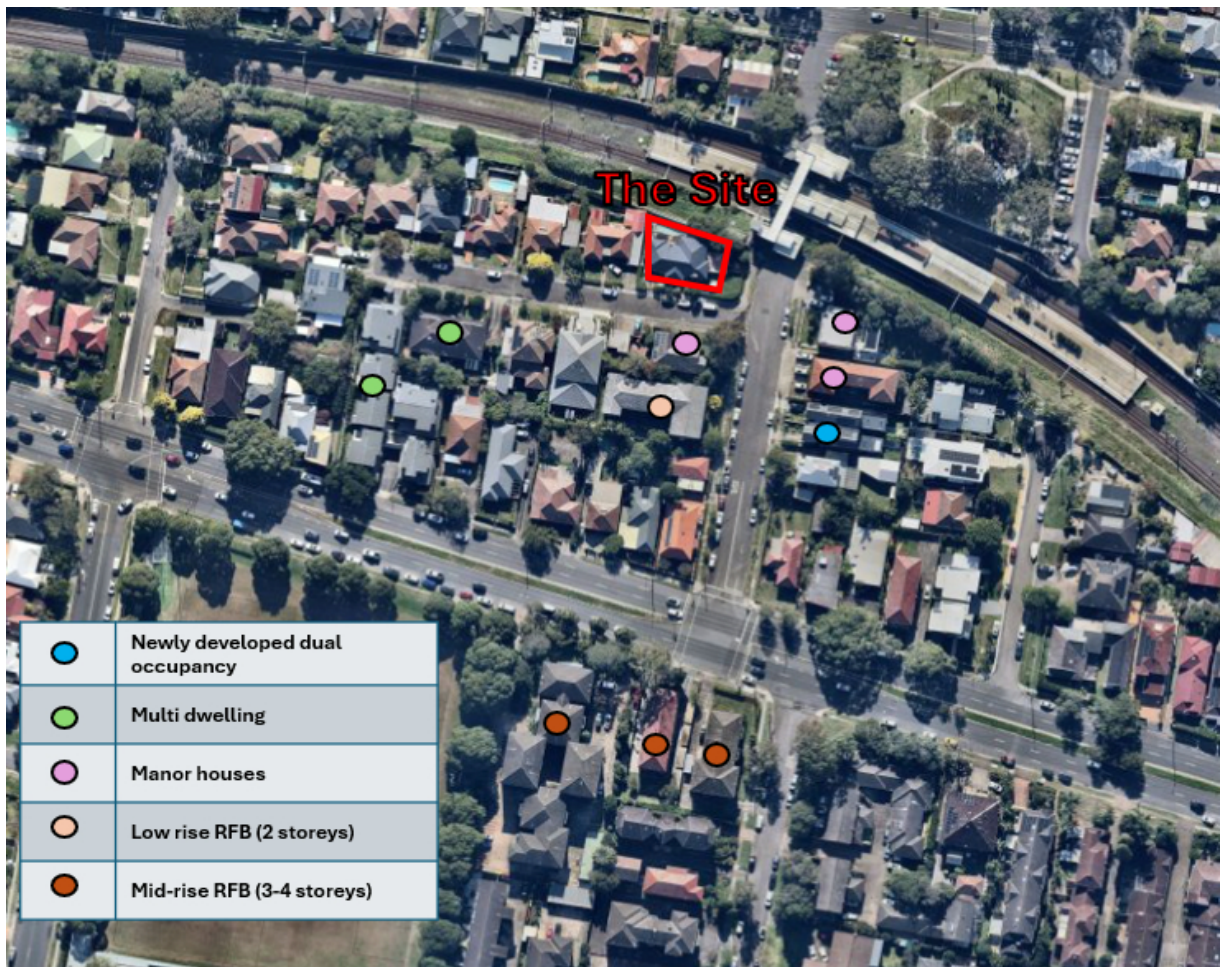 The Site
Newly developed dual
occupancy
Multi dwelling
Manor houses
Low rise RFB (2 storeys)
Mid-rise RFB (3-4 storeys)